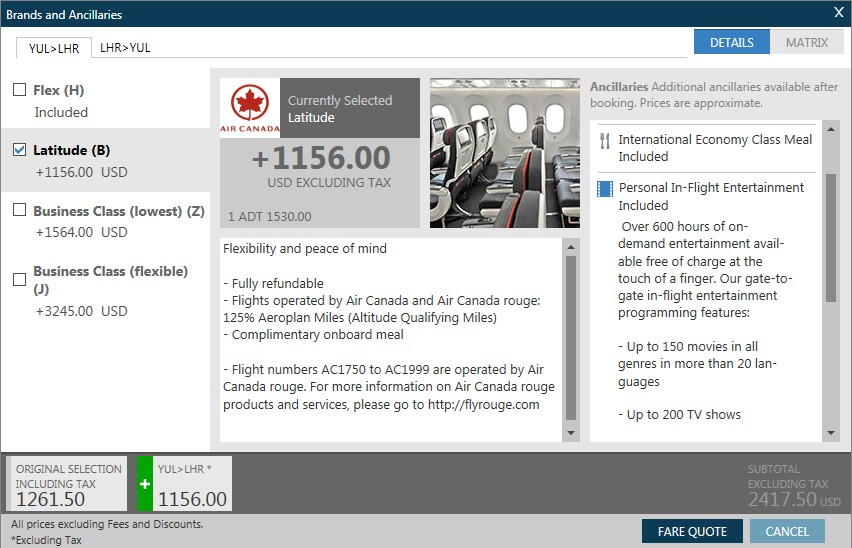 Brands and Ancillaries
X
YUL>LHR
LHR>YUL
DETAILS
MATRIX
Flex (H)
Included
Latitude (B)
+1156.00 USD
Business Class (lowest) (Z)
+1564.00 USD
Business Class (flexible)
(J)
+3245.00 USD
AIR CANADA
Currently Selected
Latitude
+1156.00
USD EXCLUDING TAX
1 ADT 1530.00
Flexibility and peace of mind
- Fully refundable
- Flights operated by Air Canada and Air Canada rouge:
125% Aeroplan Miles (Altitude Qualifying Miles)
- Complimentary onboard meal
- Flight numbers AC1750 to AC1999 are operated by Air
Canada rouge. For more information on Air Canada rouge
products and services, please go to http://flyrouge.com
Ancillaries Additional ancillaries available after
booking. Prices are approximate.
International Economy Class Meal
Included
Personal In-Flight Entertainment
Included
Over 600 hours of on-
demand entertainment avail-
able free of charge at the
touch of a finger. Our gate-to-
gate in-flight entertainment
programming features:
- Up to 150 movies in all
genres in more than 20 lan-
guages
- Up to 200 TV shows
ORIGINAL SELECTION
INCLUDING TAX
1261.50
+
YUL>LHR *
1156.00
SUBTOTAL
EXCLUDING TAX
2417.50 USD
All prices excluding Fees and Discounts.
*Excluding Tax
FARE QUOTE
CANCEL